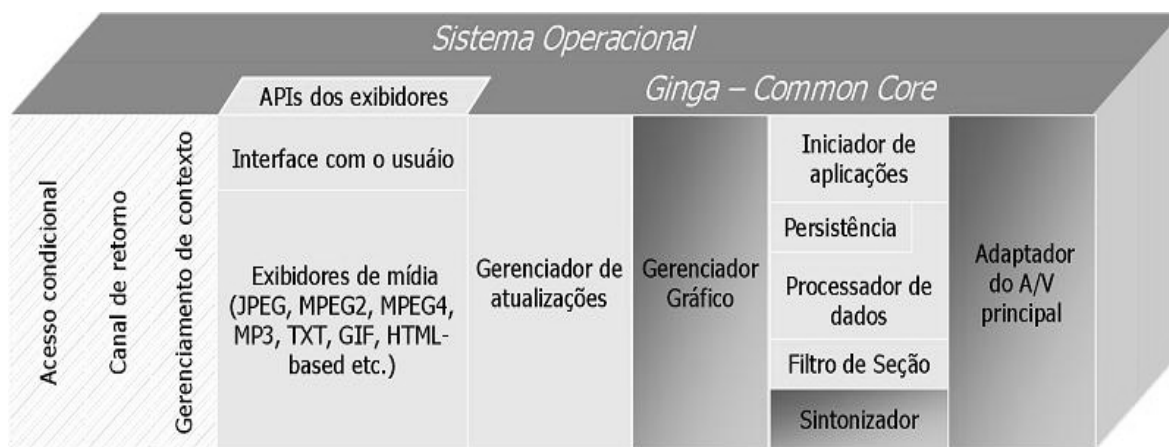 Sistema Operacional
Ginga – Common Core
APIs dos exibidores
Acesso condicional
Canal de retorno
Gerenciamento de contexto
Interface com o usuáio
Exibidores de mídia
(JPEG, MPEG2, MPEG4,
MP3, TXT, GIF, HTML-
based etc.)
Gerenciador de
atualizações
Gerenciador
Gráfico
Iniciador de
aplicações
Persistência
Processador de
dados
Filtro de Seção
Sintonizador
Adaptador
do A/V
principal